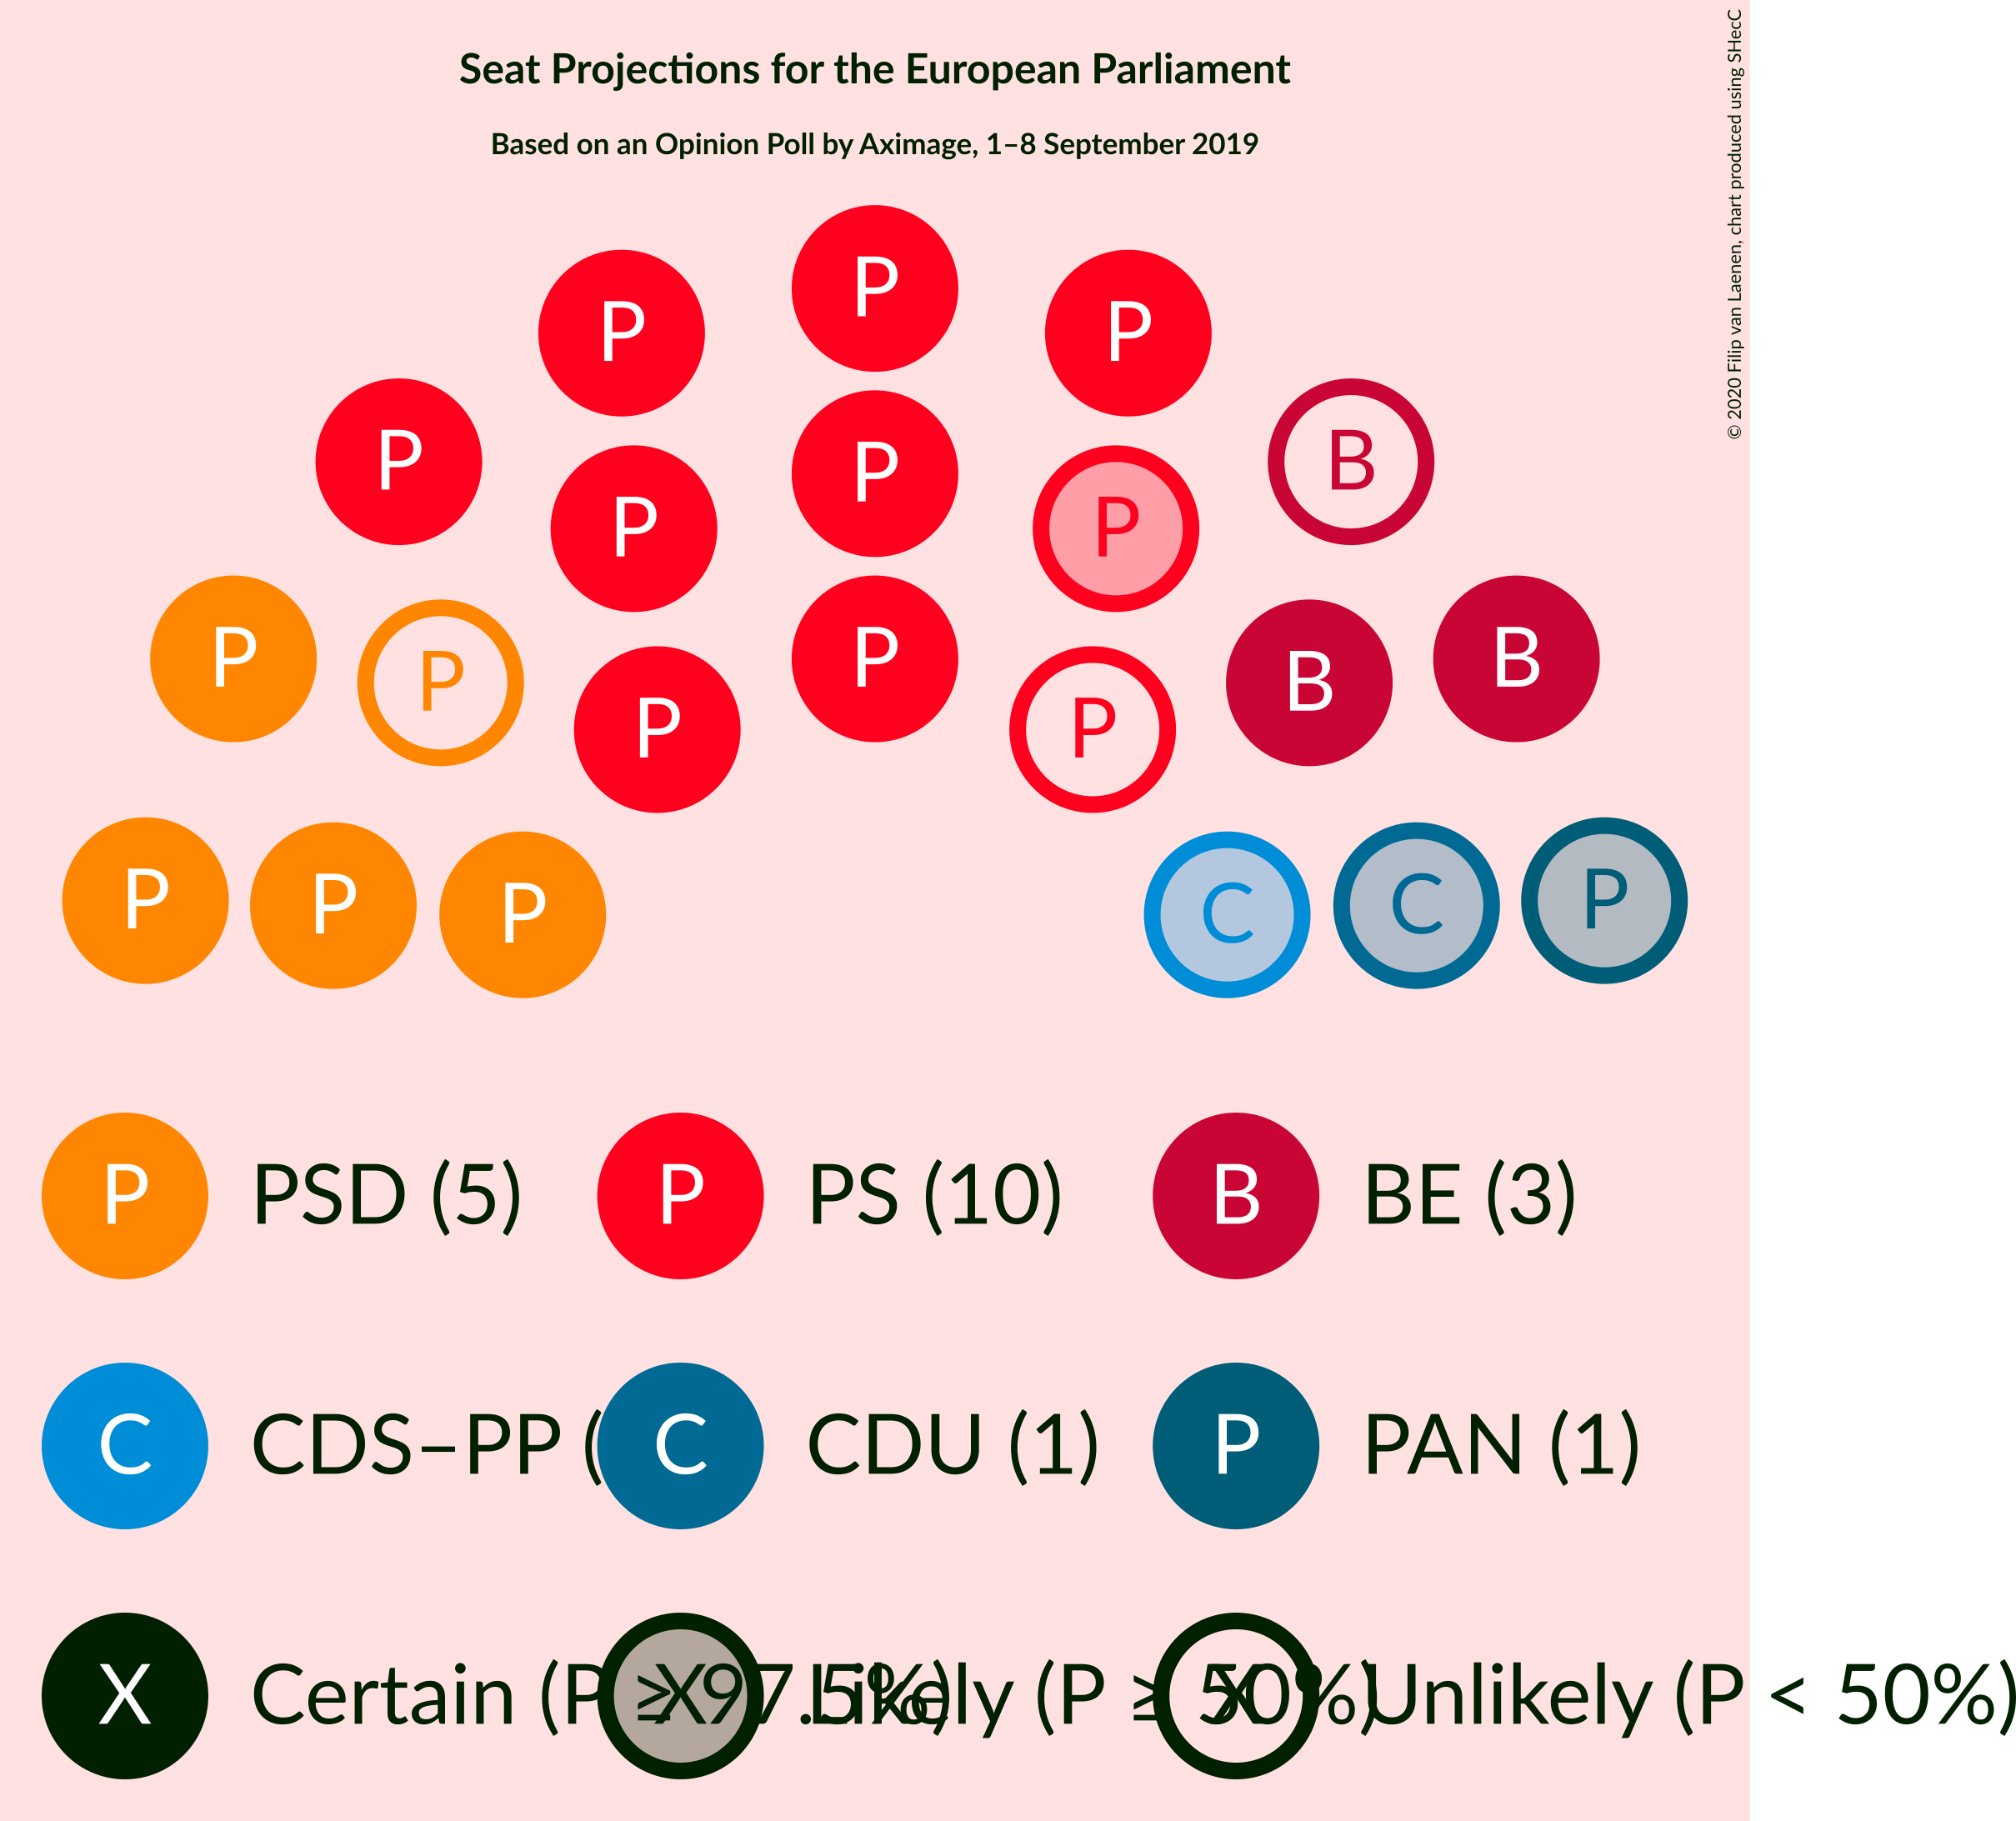 Seat Projections for the European Parliament
Based on an Opinion Poll by Aximage, 1–8 September 2019
© 2020 Filip van Laenen, chart produced using SHecC
P
P P
P B
P
P P
P P
P P
P B
P P
P P P C C P
P PSD (5) P PS (10) B BE (3)
C CDS–PP ( C CDU (1) P PAN (1)
X Certain (P ≥ 97.5%) X Likely (P ≥ 50%) X Unlikely (P < 50%)